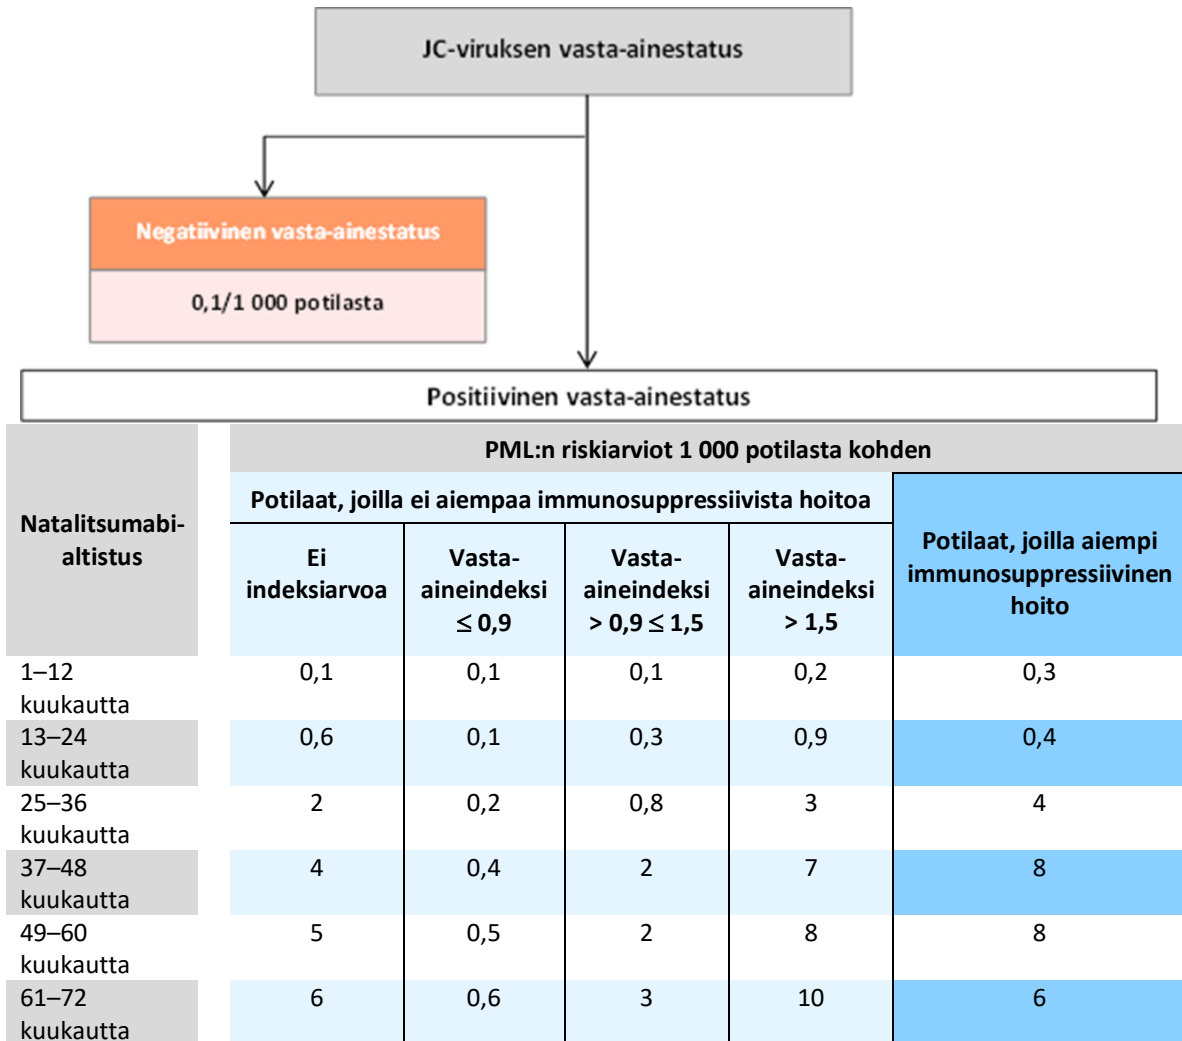 JC-viruksen vasta-ainestatus
Negatiivinen vasta-ainestatus
0,1/1 000 potilasta
Positiivinen vasta-ainestatus
Natalitsumabi-
altistus
PML:n riskiarviot 1 000 potilasta kohden
Potilaat, joilla ei aiempaa immunosuppressiivista hoitoa
Potilaat, joilla aiempi
immunosuppressiivinen
hoito
Ei
indeksiarvoa
Vasta-
aineindeksi
≤ 0,9
Vasta-
aineindeksi
> 0,9 ≤ 1,5
Vasta-
aineindeksi
> 1,5
1–12
kuukautta
0,1 0,1 0,1 0,2 0,3
13–24
kuukautta
0,6 0,1 0,3 0,9 0,4
25–36
kuukautta
2 0,2 0,8 3 4
37–48
kuukautta
4 0,4 2 7 8
49–60
kuukautta
5 0,5 2 8 8
61–72
kuukautta
6 0,6 3 10 6